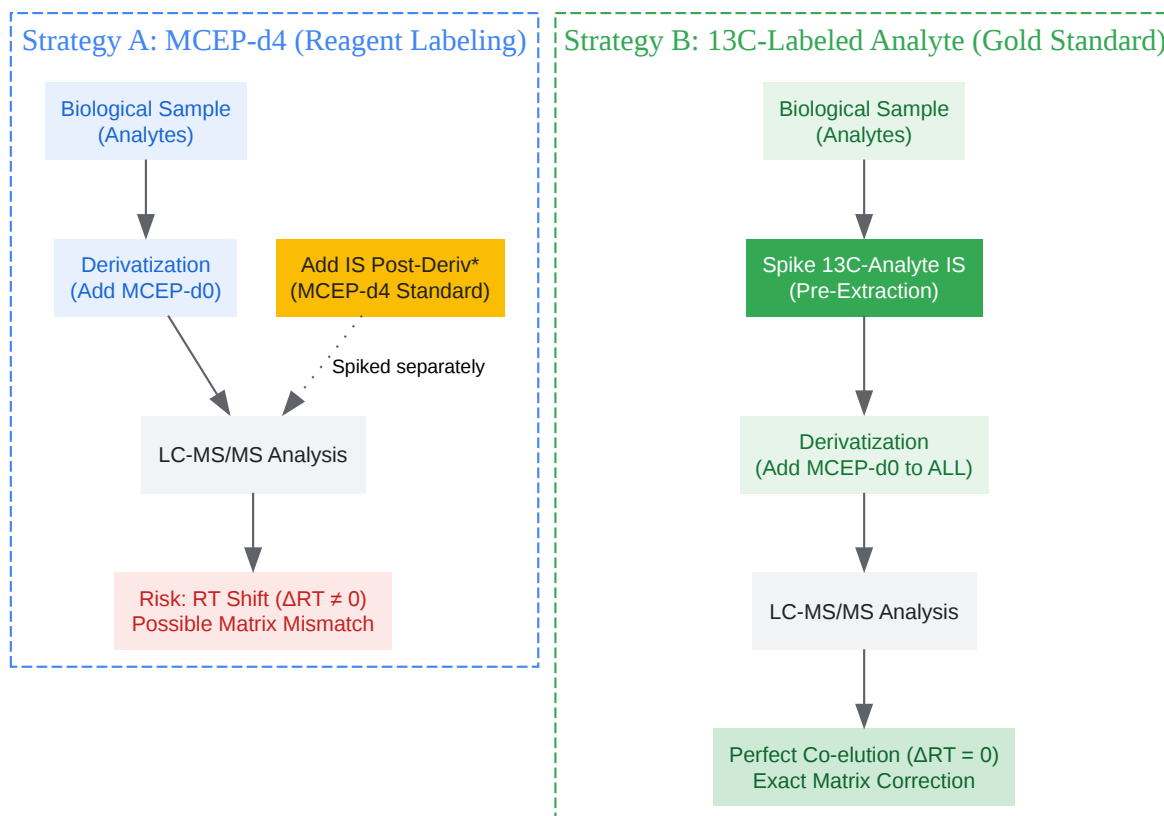 Strategy A: MCEP-d4 (Reagent Labeling)
Biological Sample
(Analytes)
Derivatization
(Add MCEP-d0)
Add IS Post-Deriv*
(MCEP-d4 Standard)
Spiked separately
LC-MS/MS Analysis
Risk: RT Shift (ΔRT ≠ 0)
Possible Matrix Mismatch
Strategy B: 13C-Labeled Analyte (Gold Standard)
Biological Sample
(Analytes)
Spike 13C-Analyte IS
(Pre-Extraction)
Derivatization
(Add MCEP-d0 to ALL)
LC-MS/MS Analysis
Perfect Co-elution (ΔRT = 0)
Exact Matrix Correction